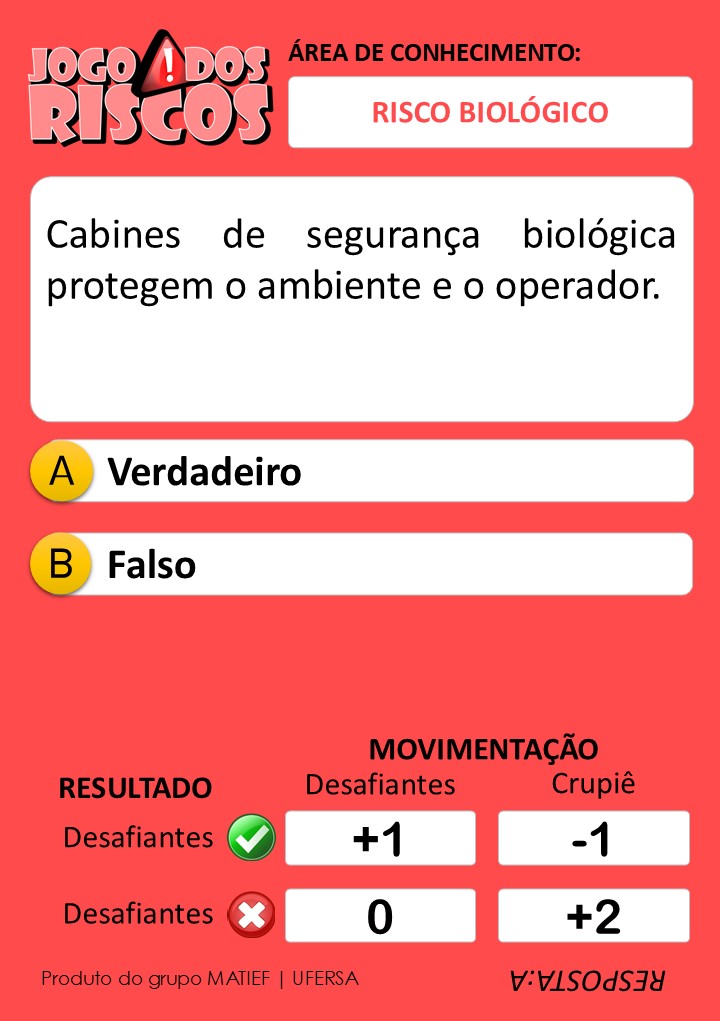 JOGO DOS
RISCOS
ÁREA DE CONHECIMENTO:
RISCO BIOLÓGICO
Cabines de segurança biológica
protegem o ambiente e o operador.
A Verdadeiro
B Falso
MOVIMENTAÇÃO
RESULTADO Desafiantes Crupiê
Desafiantes +1 -1
Desafiantes 0 +2
Produto do grupo MATIEF | UFERSA
RESPOSTA:A